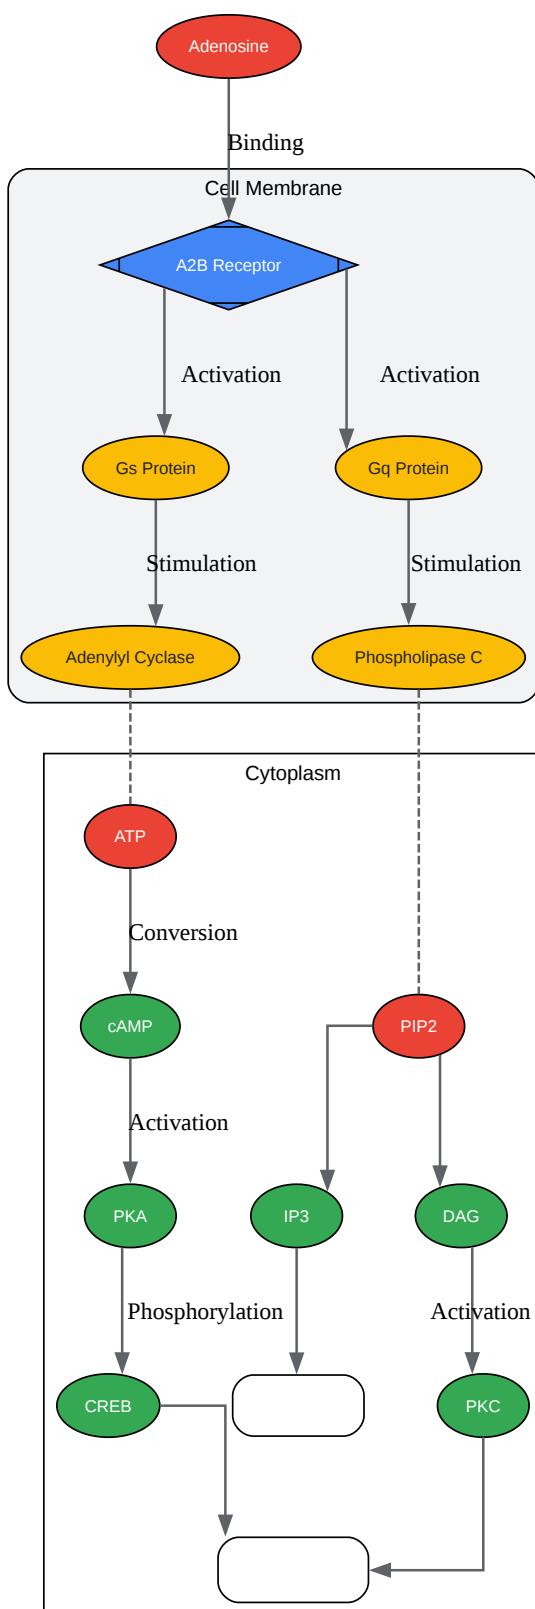 Adenosine
Binding
Cell Membrane
A2B Receptor
Activation
Activation
Gs Protein
Gq Protein
Stimulation
Stimulation
Adenylyl Cyclase
Phospholipase C
Cytoplasm
ATP
Conversion
cAMP
PIP2
Activation
PKA
IP3
DAG
Phosphorylation
Activation
CREB
PKC